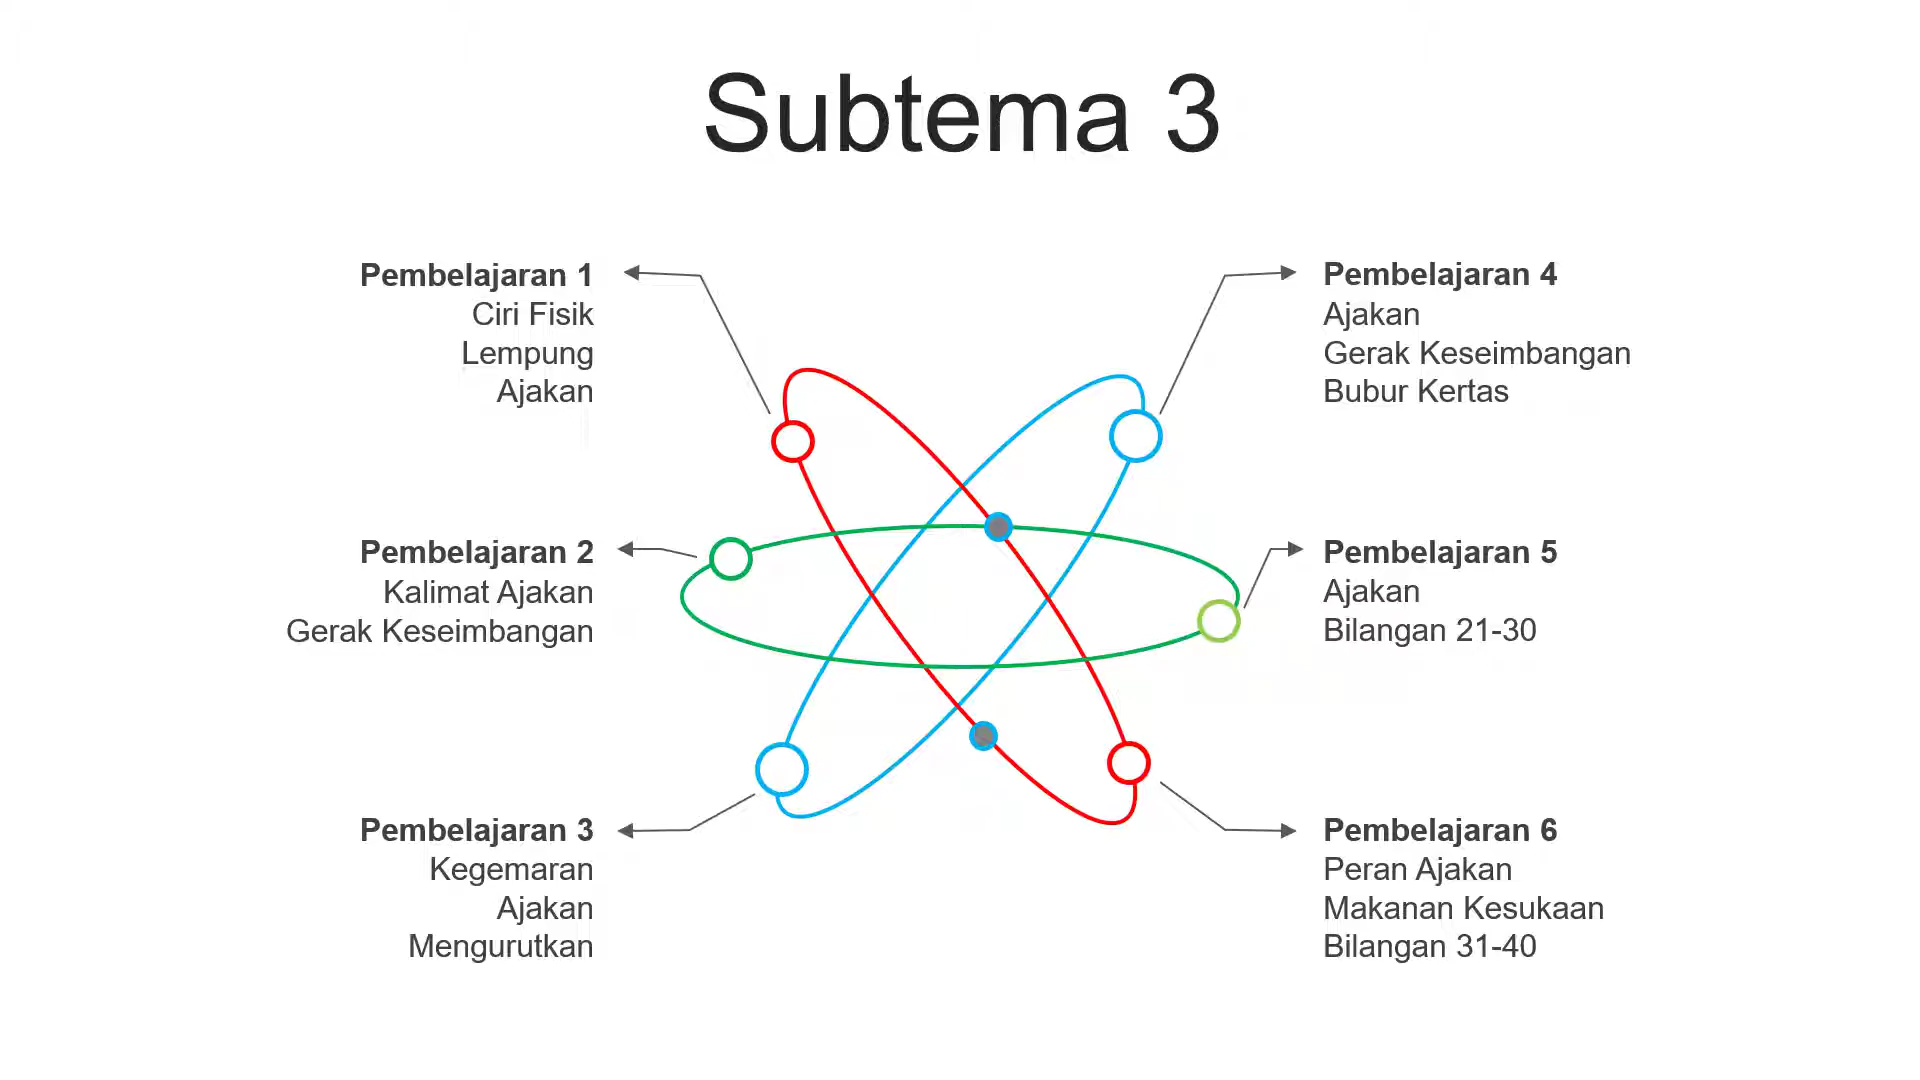 Subtema 3
Pembelajaran 1
Ciri Fisik
Lempung
Ajakan
Pembelajaran 2
Kalimat Ajakan
Gerak Keseimbangan
Pembelajaran 3
Kegemaran
Ajakan
Mengurutkan
Pembelajaran 4
Ajakan
Gerak Keseimbangan
Bubur Kertas
Pembelajaran 5
Ajakan
Bilangan 21-30
Pembelajaran 6
Peran Ajakan
Makanan Kesukaan
Bilangan 31-40